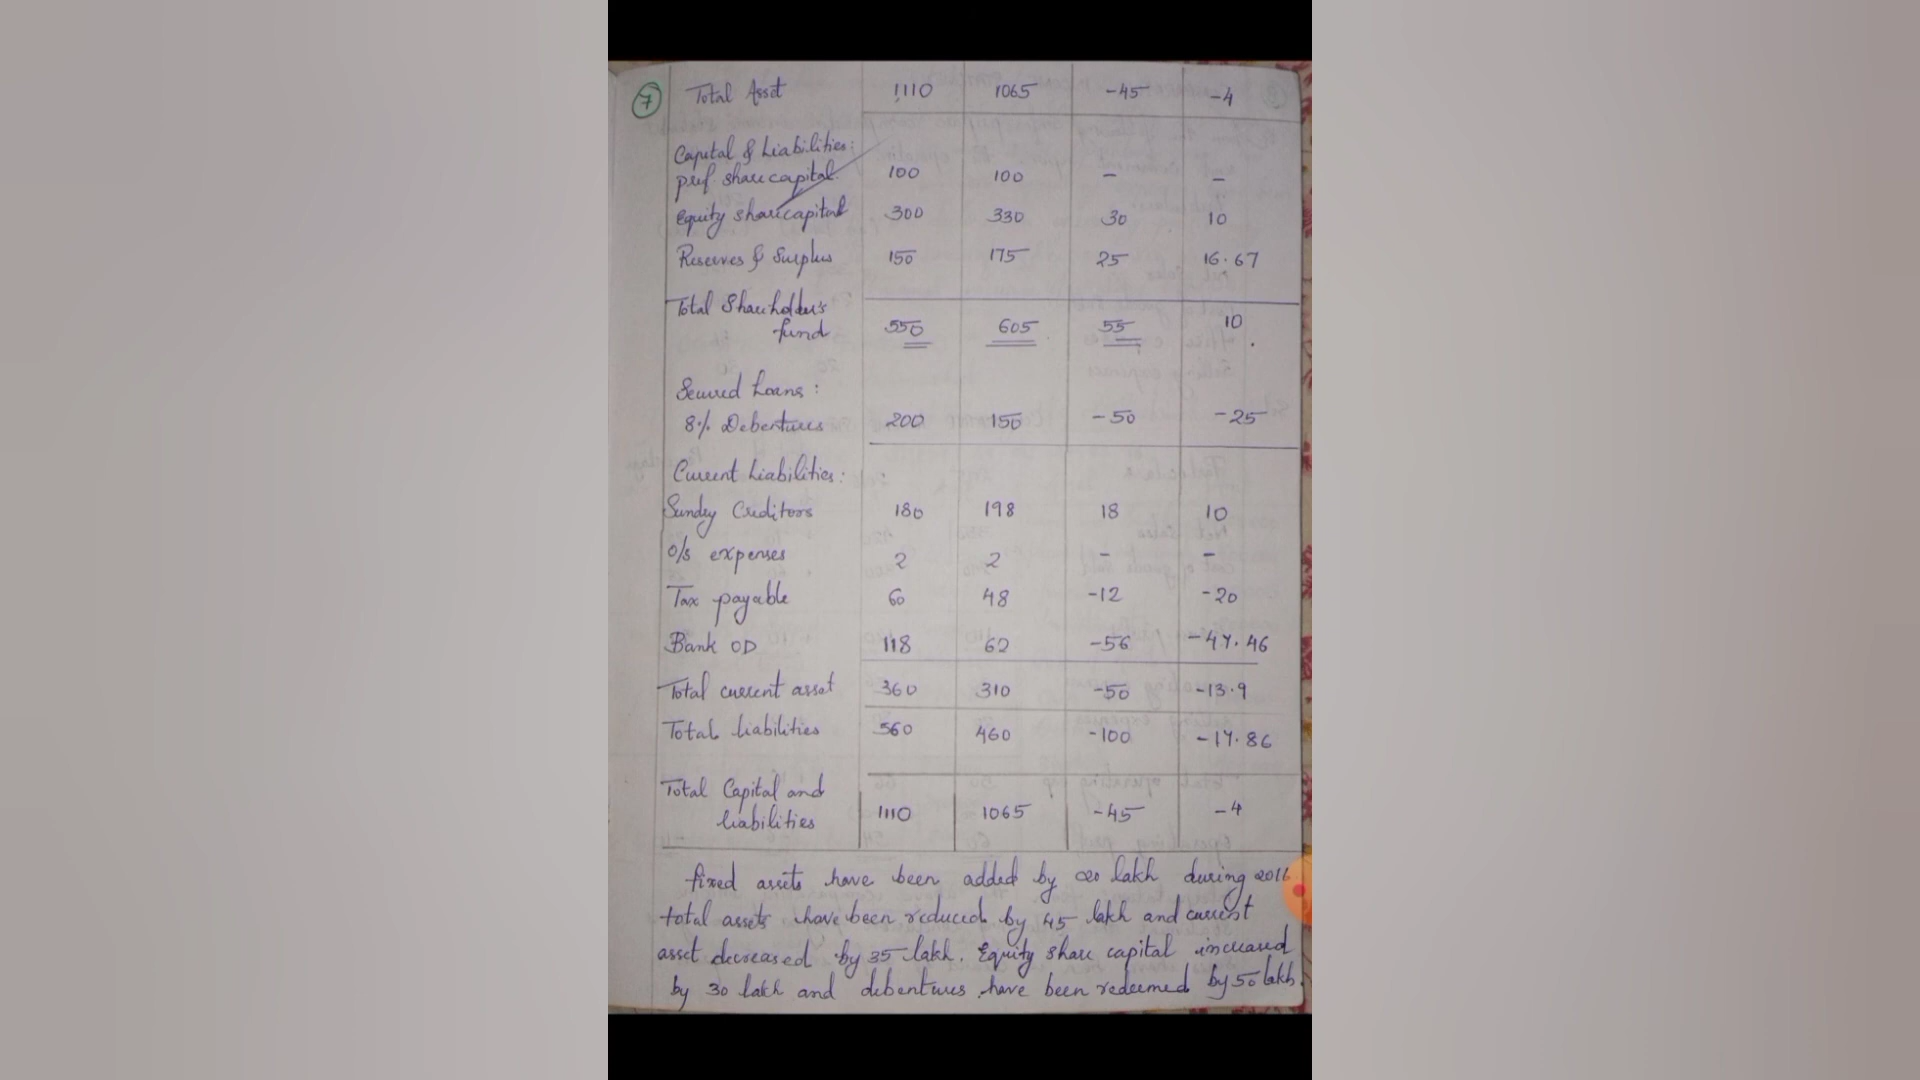 7 Total Asset 1110 1065 -45 -4
Capital & Liabilities:
pref. share capital. 100 100 - -
Equity share capital 300 330 30 10
Reserves & Surplus 150 175 25 16.67
Total Shareholder's
fund 550 605 55 10
Secured Loans:
8% Debentures 200 150 -50 -25
Current Liabilities:
Sundry Creditors 180 198 18 10
o/s expenses 2 2 - -
Tax payable 60 48 -12 -20
Bank OD 118 62 -56 -47.46
Total current asset 360 310 -50 -13.9
Total liabilities 560 460 -100 -17.86
Total Capital and
liabilities 1110 1065 -45 -4
fixed assets have been added by 20 lakh during 2016
total assets have been reduced by 45 lakh and current
asset decreased by 35 lakh. Equity share capital increased
by 30 lakh and debentures have been redeemed by 50 lakh.